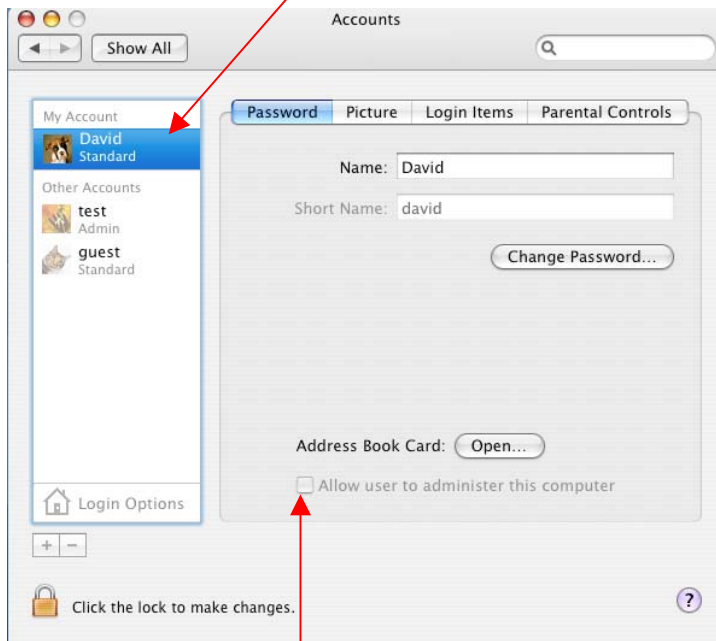 Accounts
Show All
My Account
David
Standard
Other Accounts
test
Admin
guest
Standard
Login Options
Password Picture Login Items Parental Controls
Name: David
Short Name: david
Change Password...
Address Book Card: Open...
Allow user to administer this computer
+ −
Click the lock to make changes.
?